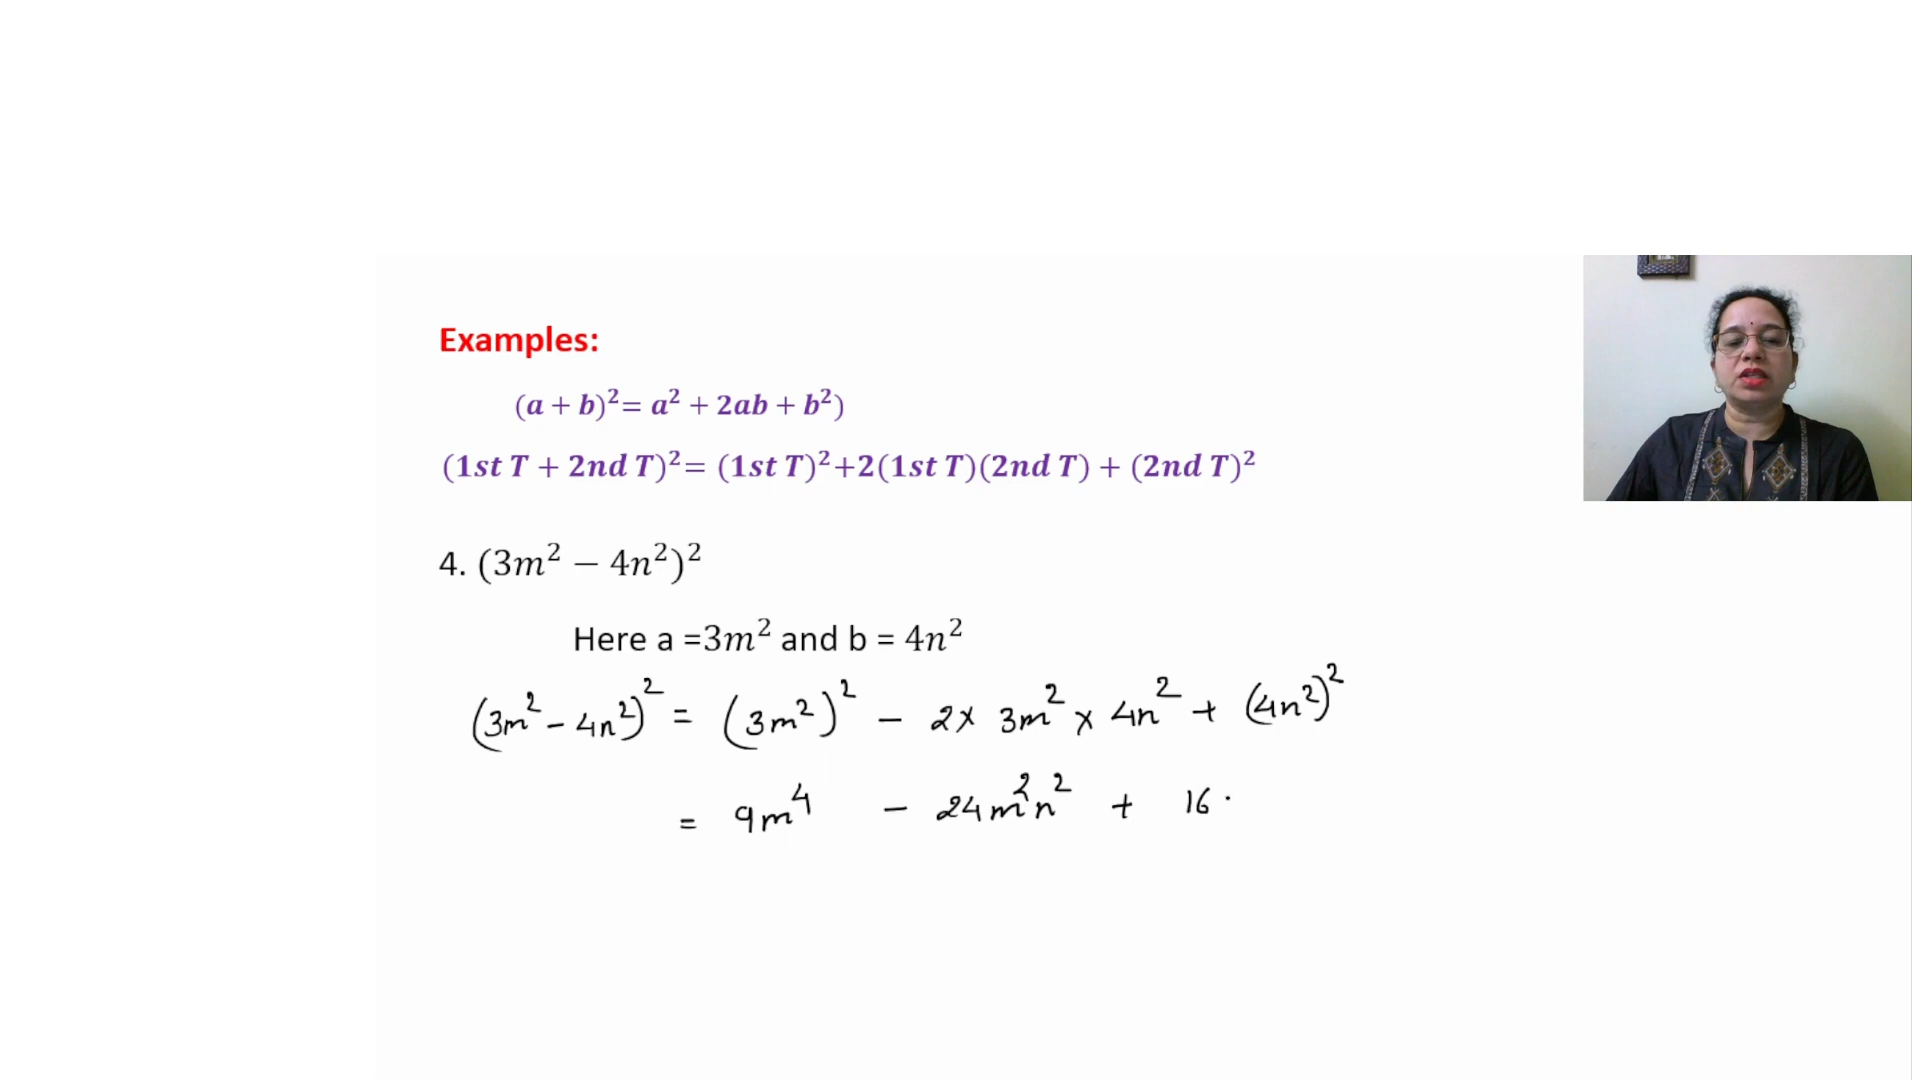 Examples:
(a + b)²= a² + 2ab + b²)
(1st T + 2nd T)²= (1st T)²+2(1st T)(2nd T) + (2nd T)²
4. (3m² − 4n²)²
Here a =3m² and b = 4n²
(3m² - 4n²)² = (3m²)² - 2× 3m² × 4n² + (4n²)²
= 9m⁴ - 24m²n² + 16 ·